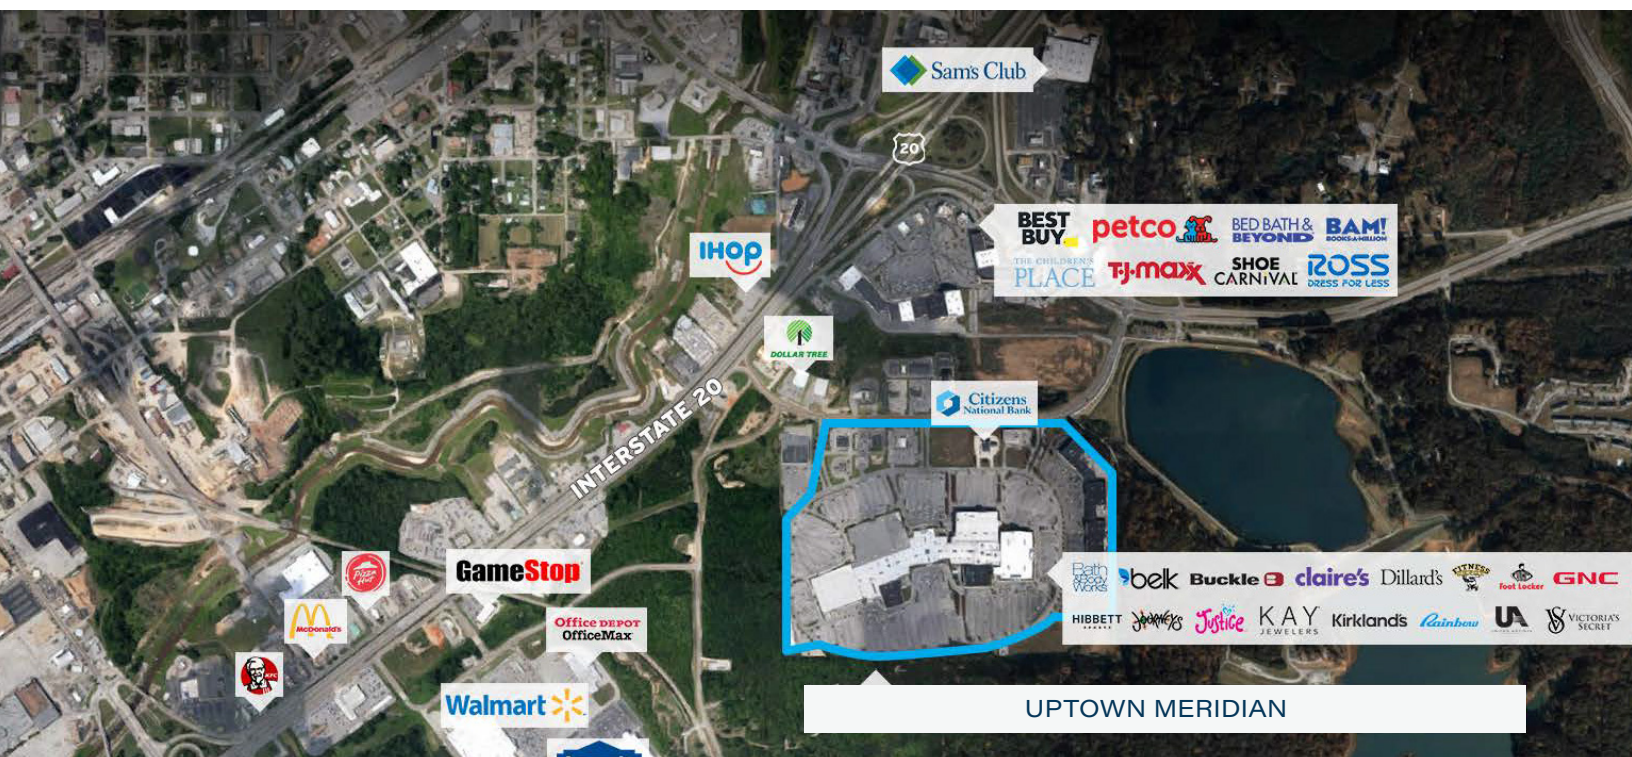 Sam's Club
20
BEST BUY
petco
BED BATH & BEYOND
BAM!
BOOKS-A-MILLION
THE CHILDREN'S PLACE
T·J·maxx
SHOE CARNIVAL
ROSS
DRESS FOR LESS
IHOP
DOLLAR TREE
Citizens
National Bank
INTERSTATE 20
Pizza Hut
GameStop
McDonald's
Office DEPOT
OfficeMax
KFC
Walmart
Bath & Body Works
belk
Buckle B
claire's
Dillard's
FITNESS
Foot Locker
GNC
HIBBETT
SPORTS
JOURNEYS
Justice
KAY
JEWELERS
Kirkland's
Rainbow
UA
VS VICTORIA'S
SECRET
UPTOWN MERIDIAN